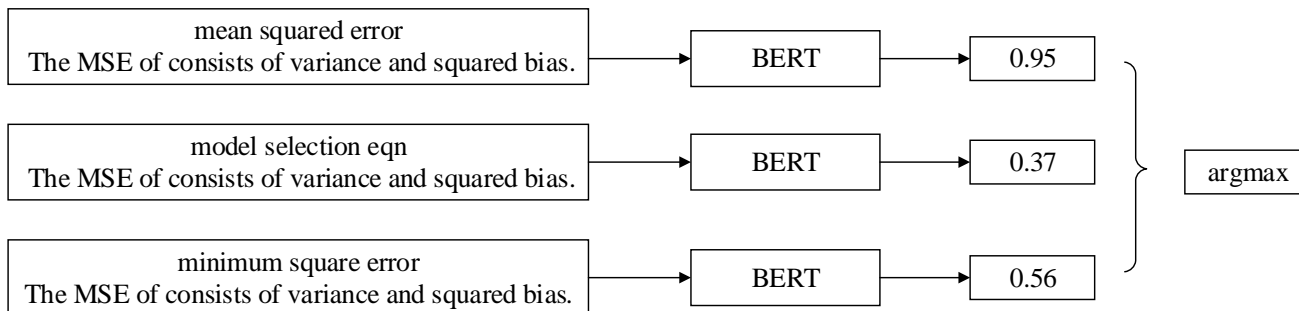 mean squared error
The MSE of consists of variance and squared bias.
BERT
0.95
model selection eqn
The MSE of consists of variance and squared bias.
BERT
0.37
argmax
minimum square error
The MSE of consists of variance and squared bias.
BERT
0.56